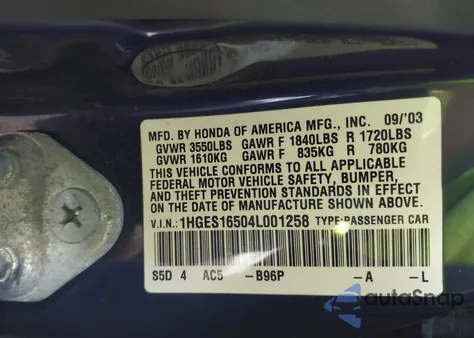 MFD. BY HONDA OF AMERICA MFG., INC. 09/'03
GVWR 3550LBS GAWR F 1840LBS R 1720LBS
GVWR 1610KG GAWR F 835KG R 780KG
THIS VEHICLE CONFORMS TO ALL APPLICABLE
FEDERAL MOTOR VEHICLE SAFETY, BUMPER,
AND THEFT PREVENTION STANDARDS IN EFFECT
ON THE DATE OF MANUFACTURE SHOWN ABOVE.
V.I.N.: 1HGES16504L001258 TYPE:PASSENGER CAR
S5D 4 AC5 -B96P -A -L
autoSnap